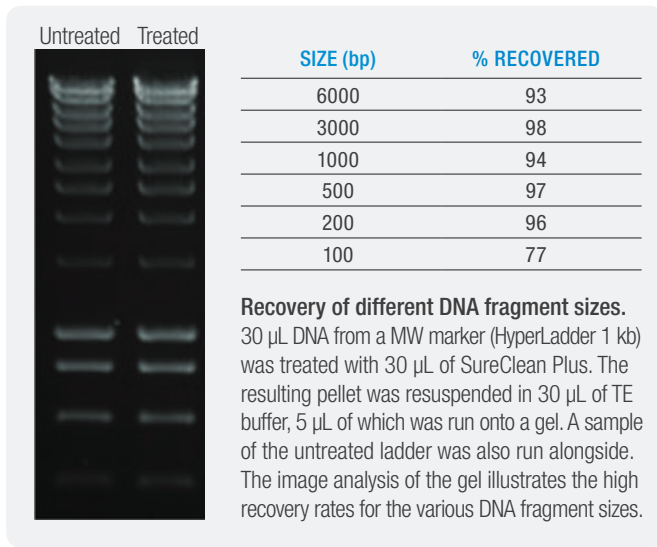 Untreated Treated
SIZE (bp) % RECOVERED
6000 93
3000 98
1000 94
500 97
200 96
100 77
Recovery of different DNA fragment sizes.
30 µL DNA from a MW marker (HyperLadder 1 kb)
was treated with 30 µL of SureClean Plus. The
resulting pellet was resuspended in 30 µL of TE
buffer, 5 µL of which was run onto a gel. A sample
of the untreated ladder was also run alongside.
The image analysis of the gel illustrates the high
recovery rates for the various DNA fragment sizes.